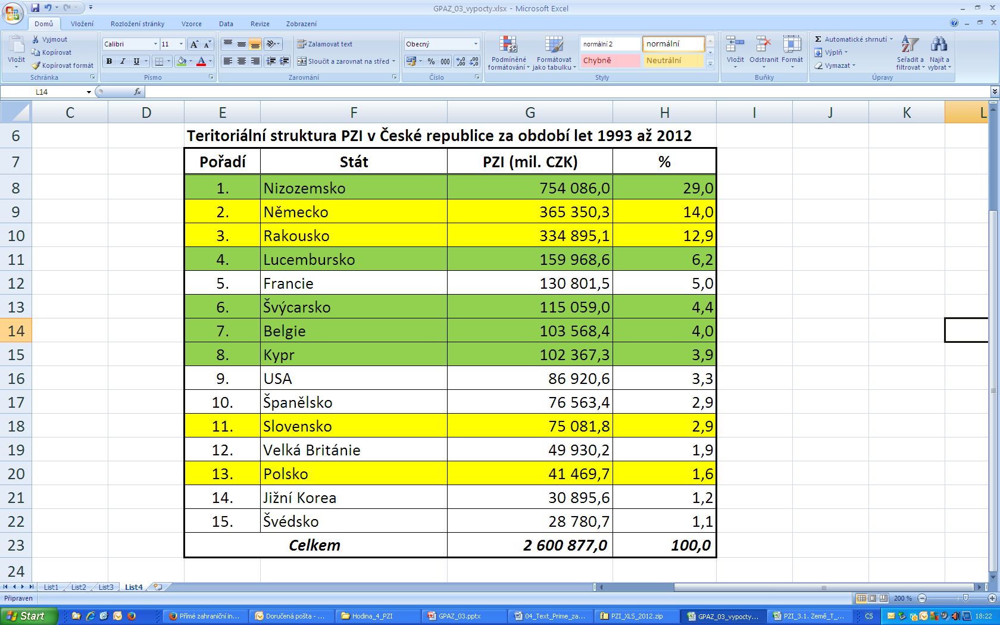 GPAZ_03_vypocty.xlsx - Microsoft Excel
Domů Vložení Rozložení stránky Vzorce Data Revize Zobrazení
Vložit
Vyjmout
Kopírovat
Kopírovat formát
Schránka
Calibri 11
B I U
Písmo
Zalamovat text
Sloučit a zarovnat na střed
Zarovnání
Obecný
% 000
Číslo
Podmíněné formátování
Formátovat jako tabulku
normální 2 normální
Chybně Neutrální
Styly
Vložit Odstranit Formát
Buňky
Σ Automatické shrnutí
Výplň
Vymazat
Seřadit a filtrovat
Najít a vybrat
Úpravy
L14 fx
C D E F G H I J K L
6 Teritoriální struktura PZI v České republice za období let 1993 až 2012
7 Pořadí Stát PZI (mil. CZK) %
8 1. Nizozemsko 754 086,0 29,0
9 2. Německo 365 350,3 14,0
10 3. Rakousko 334 895,1 12,9
11 4. Lucembursko 159 968,6 6,2
12 5. Francie 130 801,5 5,0
13 6. Švýcarsko 115 059,0 4,4
14 7. Belgie 103 568,4 4,0
15 8. Kypr 102 367,3 3,9
16 9. USA 86 920,6 3,3
17 10. Španělsko 76 563,4 2,9
18 11. Slovensko 75 081,8 2,9
19 12. Velká Británie 49 930,2 1,9
20 13. Polsko 41 469,7 1,6
21 14. Jižní Korea 30 895,6 1,2
22 15. Švédsko 28 780,7 1,1
23 Celkem 2 600 877,0 100,0
24
List1 List2 List3 List4
Připraven 200 %
Start Přímé zahraniční in... Doručená pošta - ... Hodina_4_PZI GPAZ_03.pptx 04_Text_Prime_za... PZI_XLS_2012.zip GPAZ_03_vypocty... PZI_3.1. Země_T_... CS 18:22